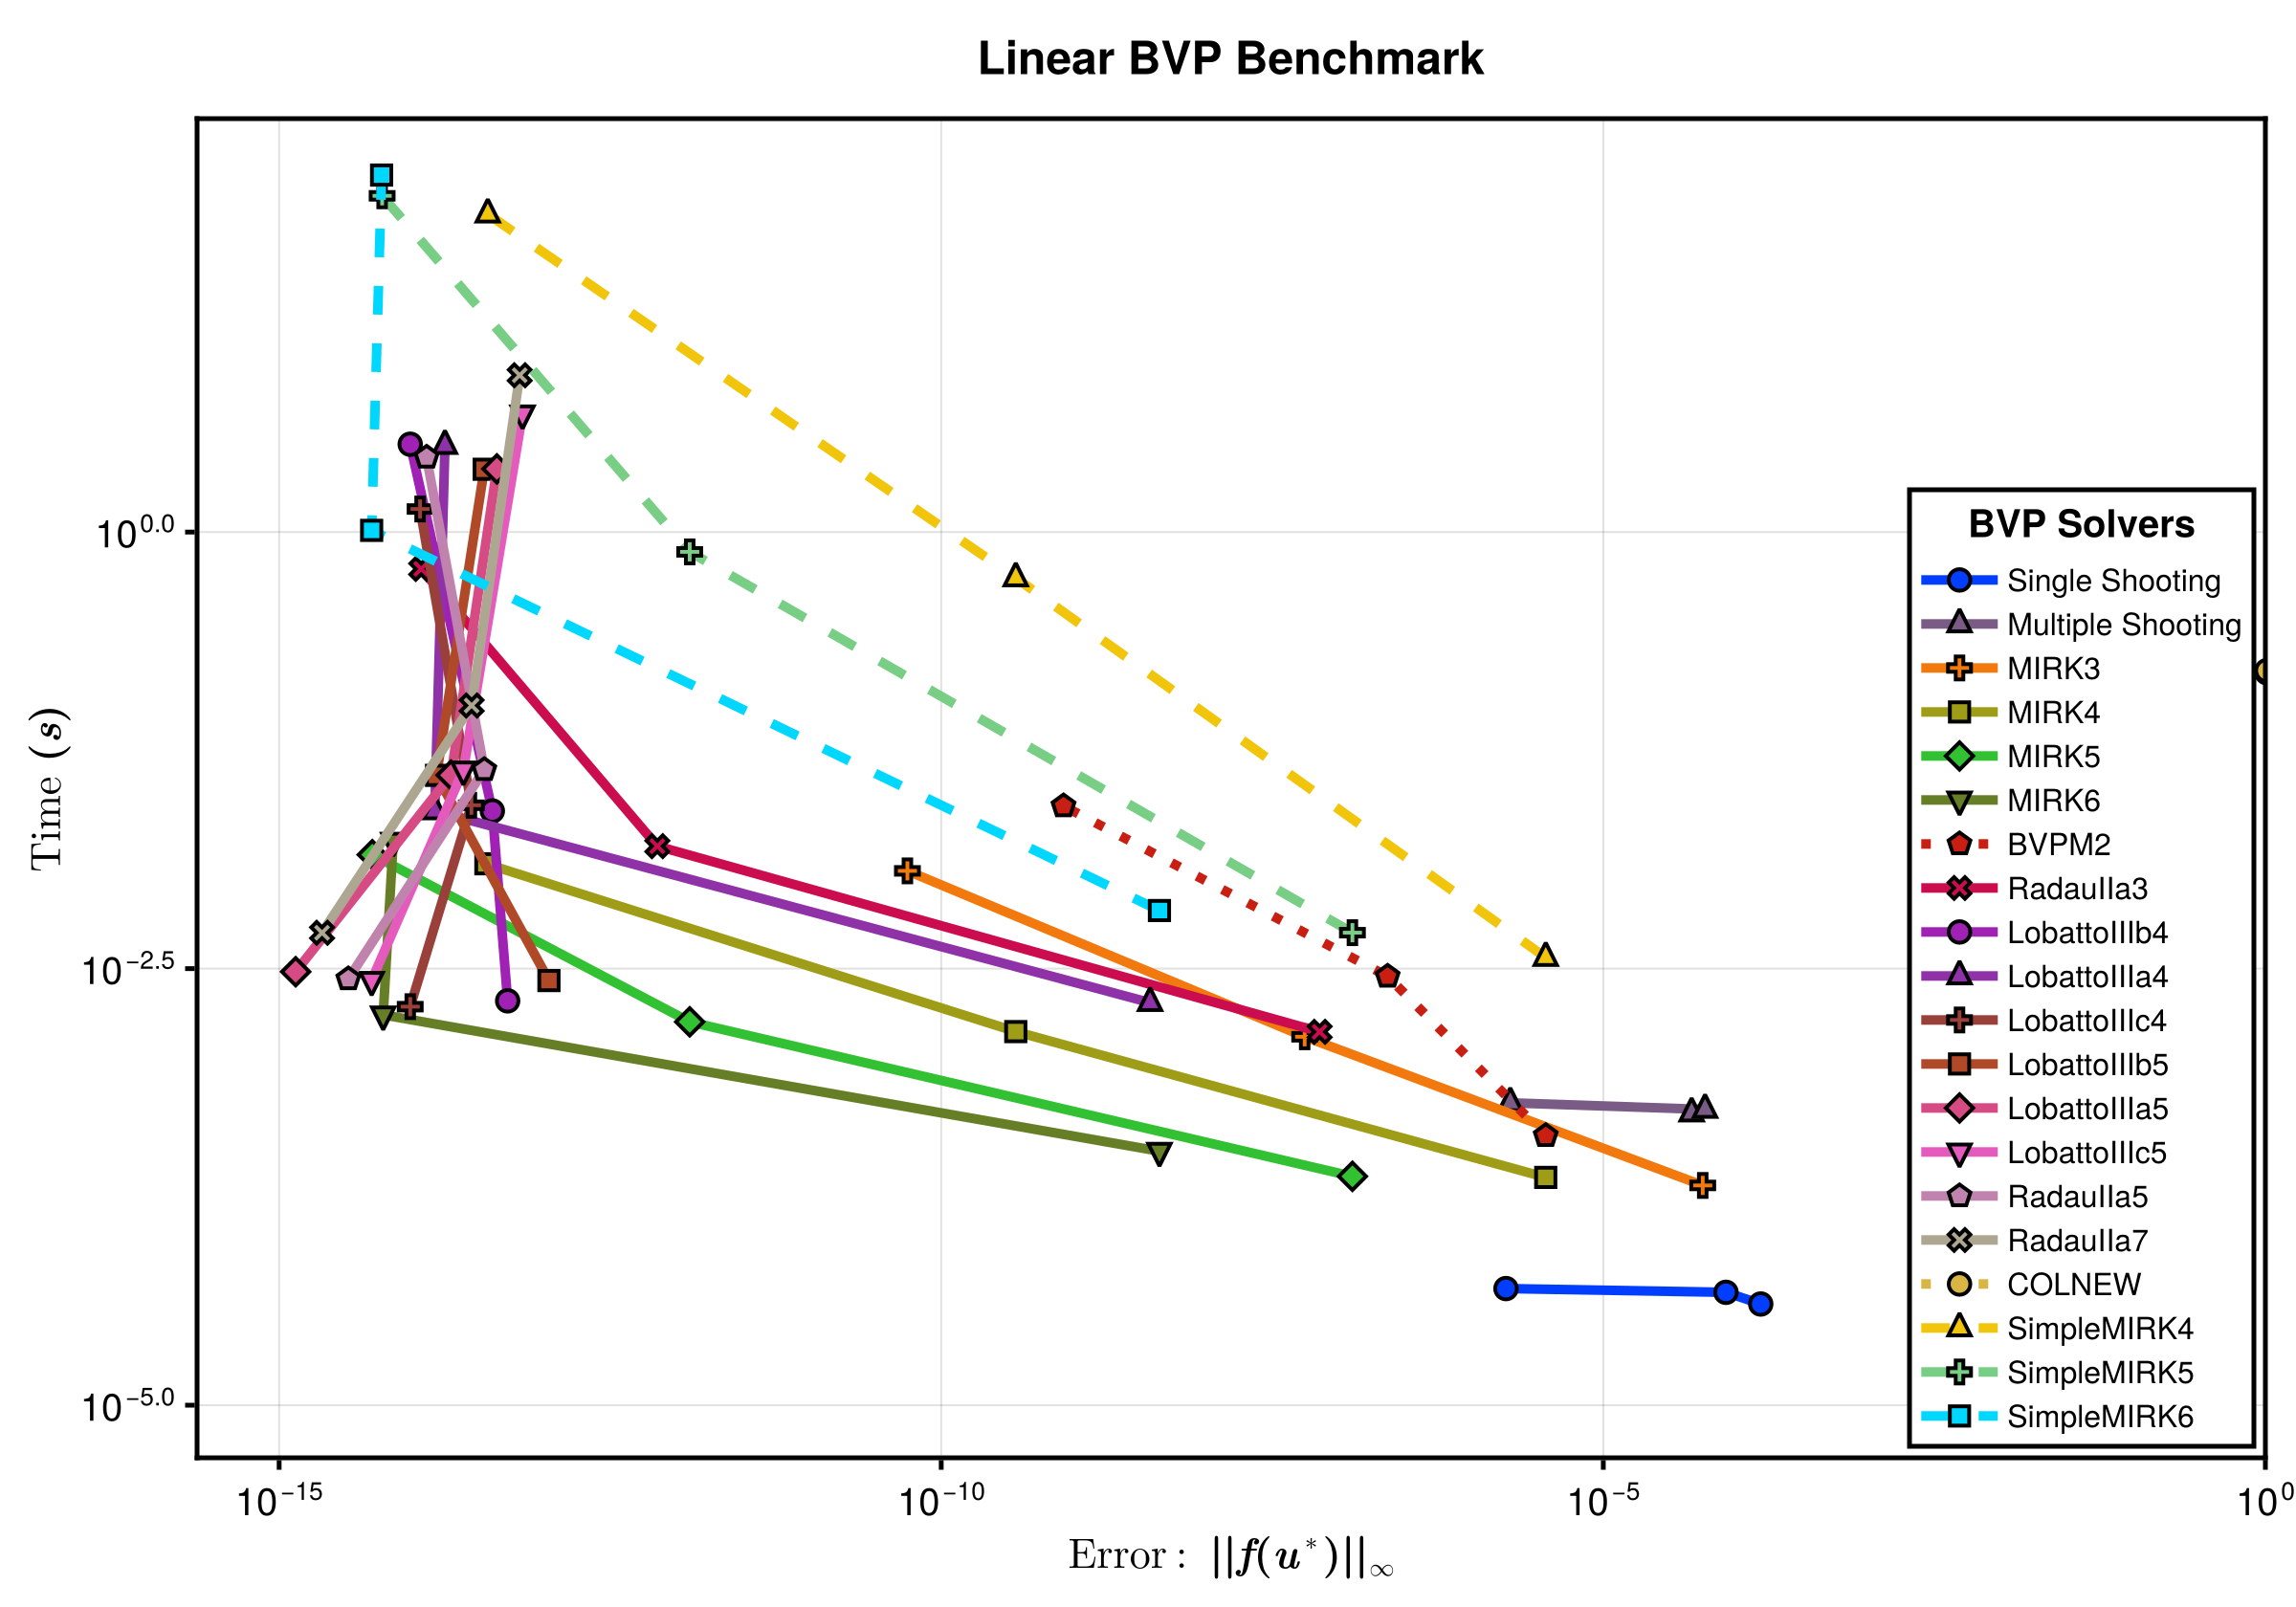 Linear BVP Benchmark
10^0.0
10^−2.5
10^−5.0
Time (s)
BVP Solvers
Single Shooting
Multiple Shooting
MIRK3
MIRK4
MIRK5
MIRK6
BVPM2
RadauIIa3
LobattoIIIb4
LobattoIIIa4
LobattoIIIc4
LobattoIIIb5
LobattoIIIa5
LobattoIIIc5
RadauIIa5
RadauIIa7
COLNEW
SimpleMIRK4
SimpleMIRK5
SimpleMIRK6
10^−15 10^−10 10^−5 10^0
Error: ||f(u*)||∞